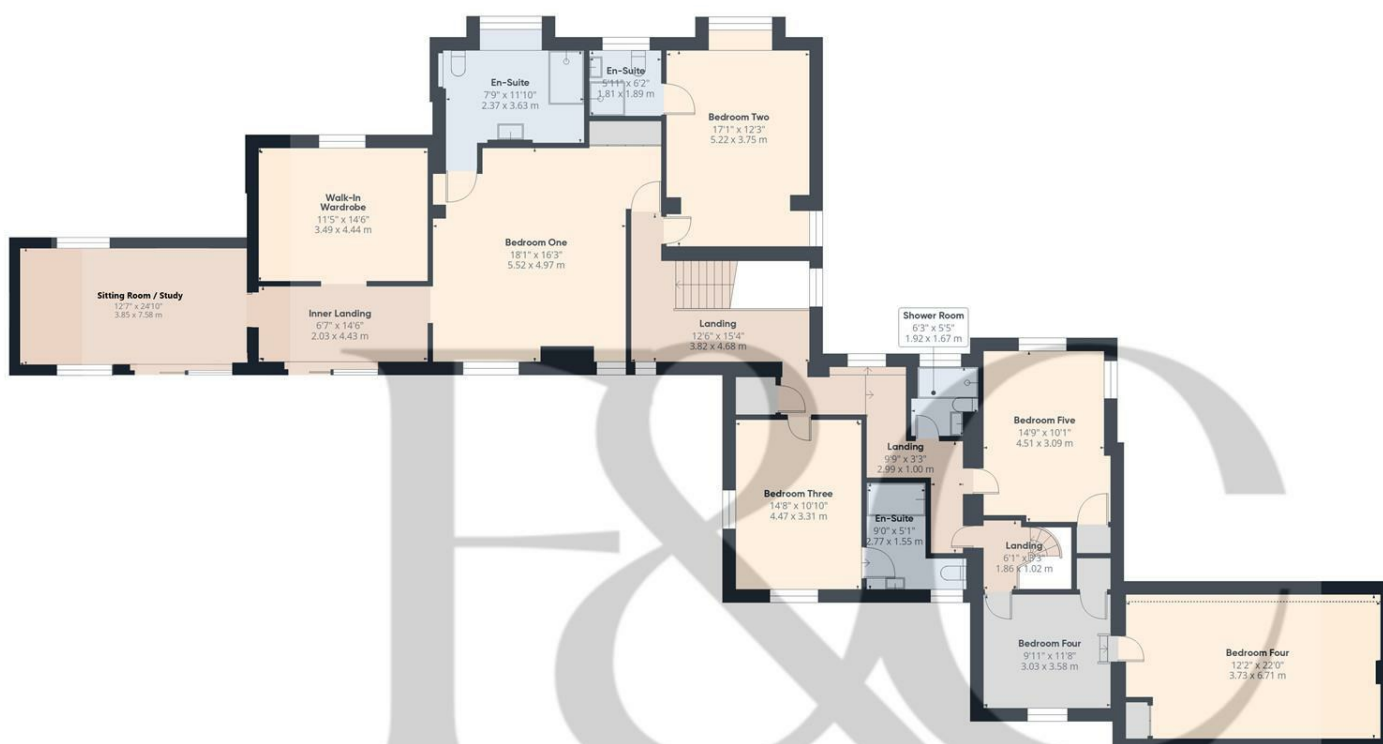 En-Suite
7'9" x 11'10"
2.37 x 3.63 m
En-Suite
5'11" x 6'2"
1.81 x 1.89 m
Bedroom Two
17'1" x 12'3"
5.22 x 3.75 m
Walk-In
Wardrobe
11'5" x 14'6"
3.49 x 4.44 m
Bedroom One
18'1" x 16'3"
5.52 x 4.97 m
Sitting Room / Study
12'7" x 24'10"
3.85 x 7.58 m
Inner Landing
6'7" x 14'6"
2.03 x 4.43 m
Landing
12'6" x 15'4"
3.82 x 4.68 m
Shower Room
6'3" x 5'5"
1.92 x 1.67 m
Bedroom Five
14'9" x 10'1"
4.51 x 3.09 m
Landing
9'9" x 3'3"
2.99 x 1.00 m
Bedroom Three
14'8" x 10'10"
4.47 x 3.31 m
En-Suite
9'0" x 5'1"
2.77 x 1.55 m
Landing
6'1" x 3'3"
1.86 x 1.02 m
Bedroom Four
9'11" x 11'8"
3.03 x 3.58 m
Bedroom Four
12'2" x 22'0"
3.73 x 6.71 m
F&C